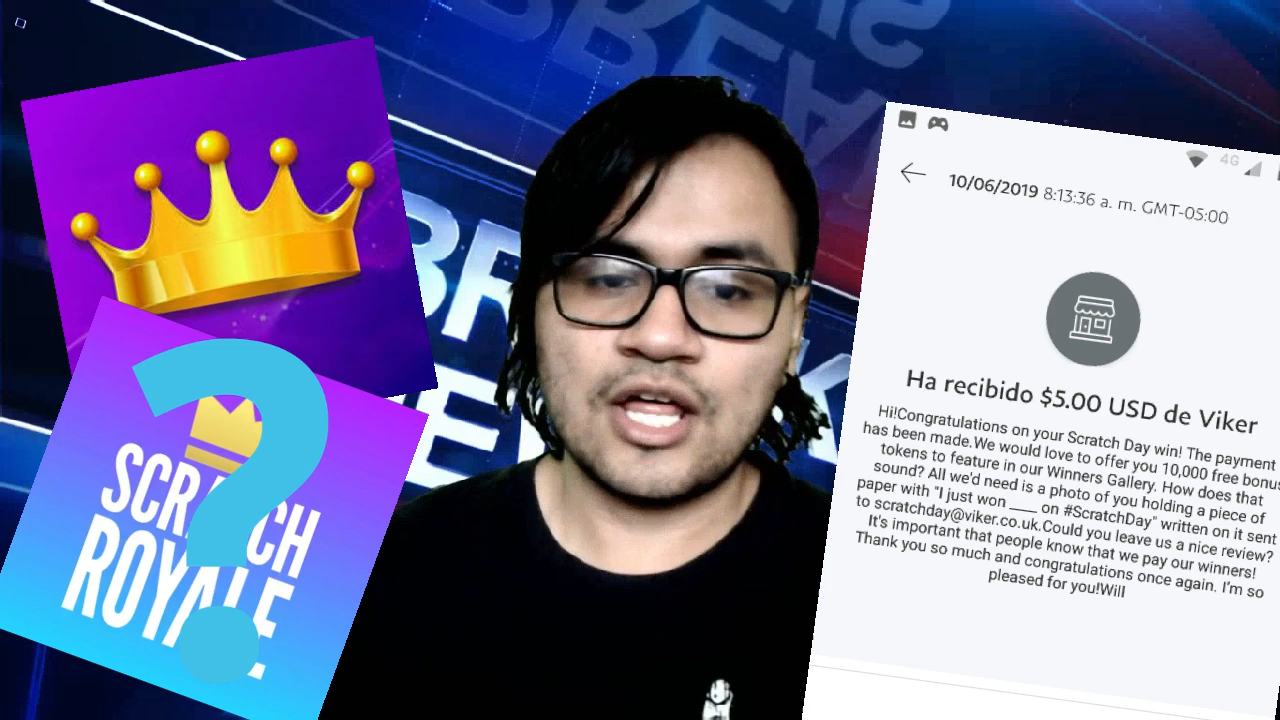 SCRATCH
ROYALE
?
BREAK
NE
4G
10/06/2019 8:13:36 a. m. GMT-05:00
Ha recibido $5.00 USD de Viker
Hi!Congratulations on your Scratch Day win! The payment
has been made.We would love to offer you 10,000 free bonus
tokens to feature in our Winners Gallery. How does that
sound? All we'd need is a photo of you holding a piece of
paper with "I just won ____ on #ScratchDay" written on it sent
to scratchday@viker.co.uk.Could you leave us a nice review?
It's important that people know that we pay our winners!
Thank you so much and congratulations once again. I'm so
pleased for you!Will